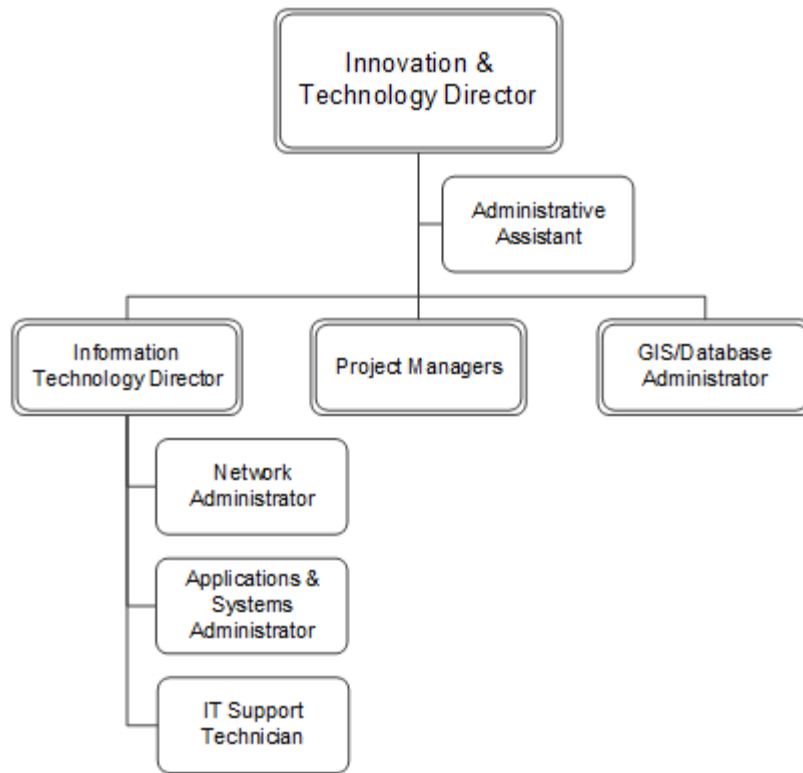 Innovation &
Technology Director
Administrative
Assistant
Information
Technology Director
Project Managers
GIS/Database
Administrator
Network
Administrator
Applications &
Systems
Administrator
IT Support
Technician